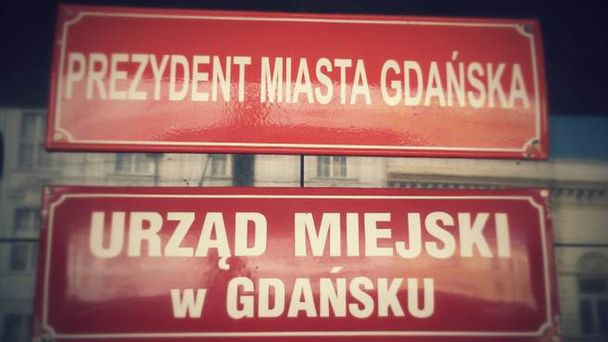 PREZYDENT MIASTA GDAŃSKA
URZĄD MIEJSKI
w GDAŃSKU